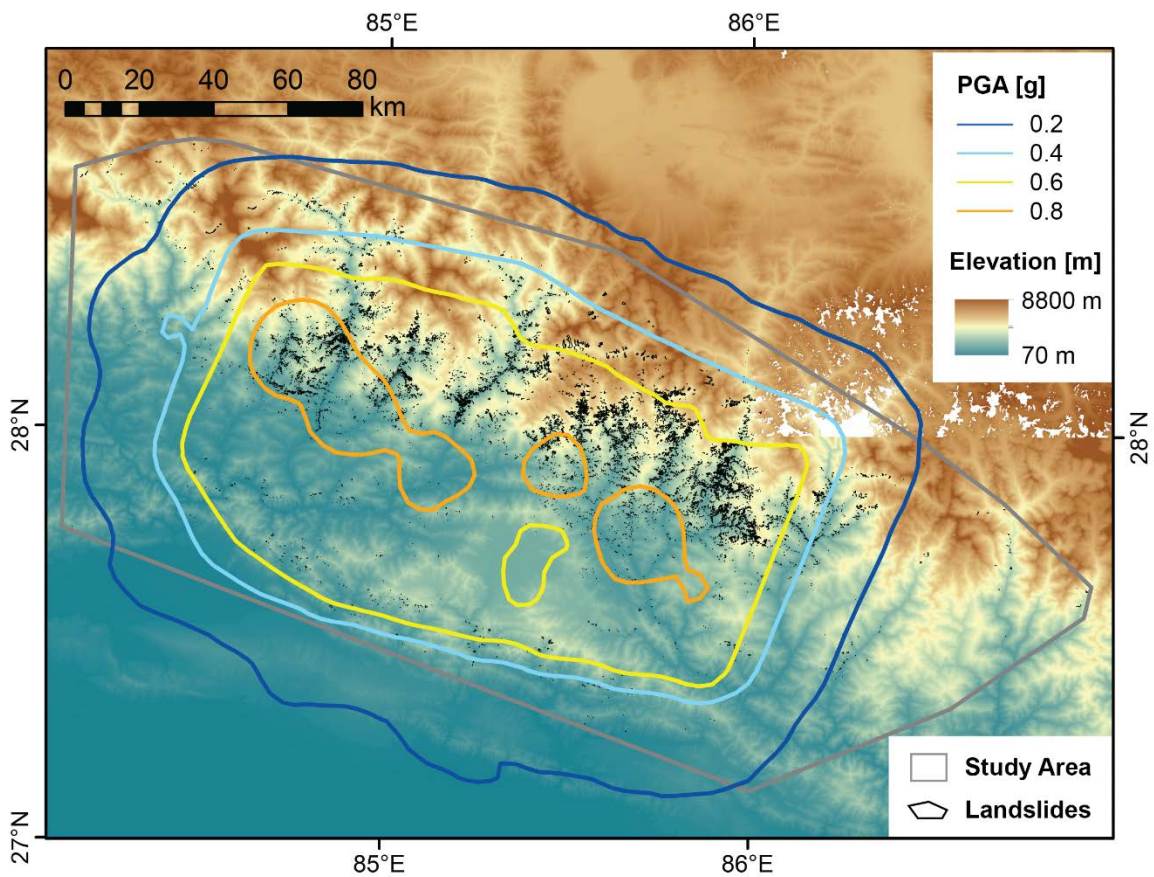 85°E 86°E
0 20 40 60 80
km
PGA [g]
0.2
0.4
0.6
0.8
Elevation [m]
8800 m
70 m
28°N 28°N
Study Area
Landslides
27°N
85°E 86°E